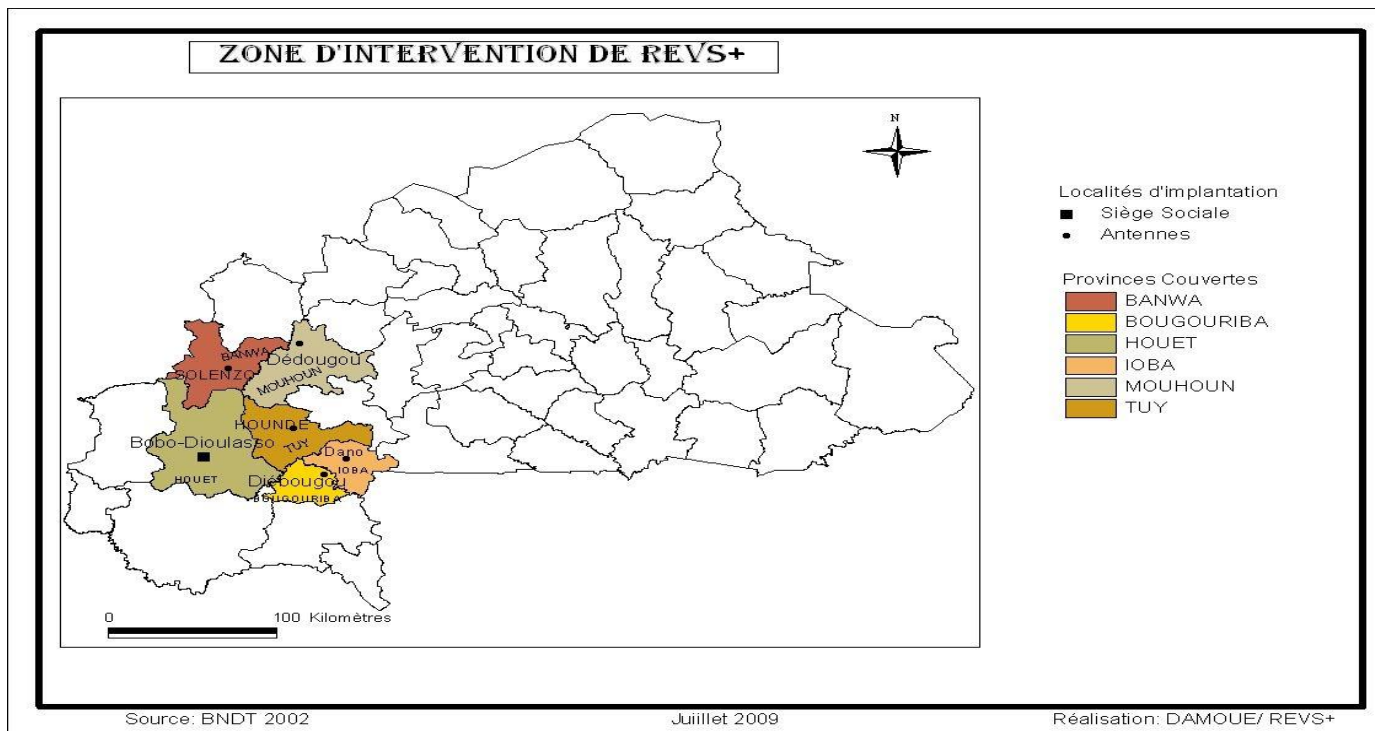 ZONE D'INTERVENTION DE REVS+
N
Localités d'implantation
Siège Sociale
Antennes
Provinces Couvertes
BANWA
BOUGOURIBA
HOUET
IOBA
MOUHOUN
TUY
BANWA
SOLENZO
Dédougou
MOUHOUN
HOUNDE
TUY
Bobo-Dioulasso
HOUET
Dano
IOBA
Diébougou
BOUGOURIBA
0 100 Kilomètres
Source: BNDT 2002
Juiillet 2009
Réalisation: DAMOUE/ REVS+